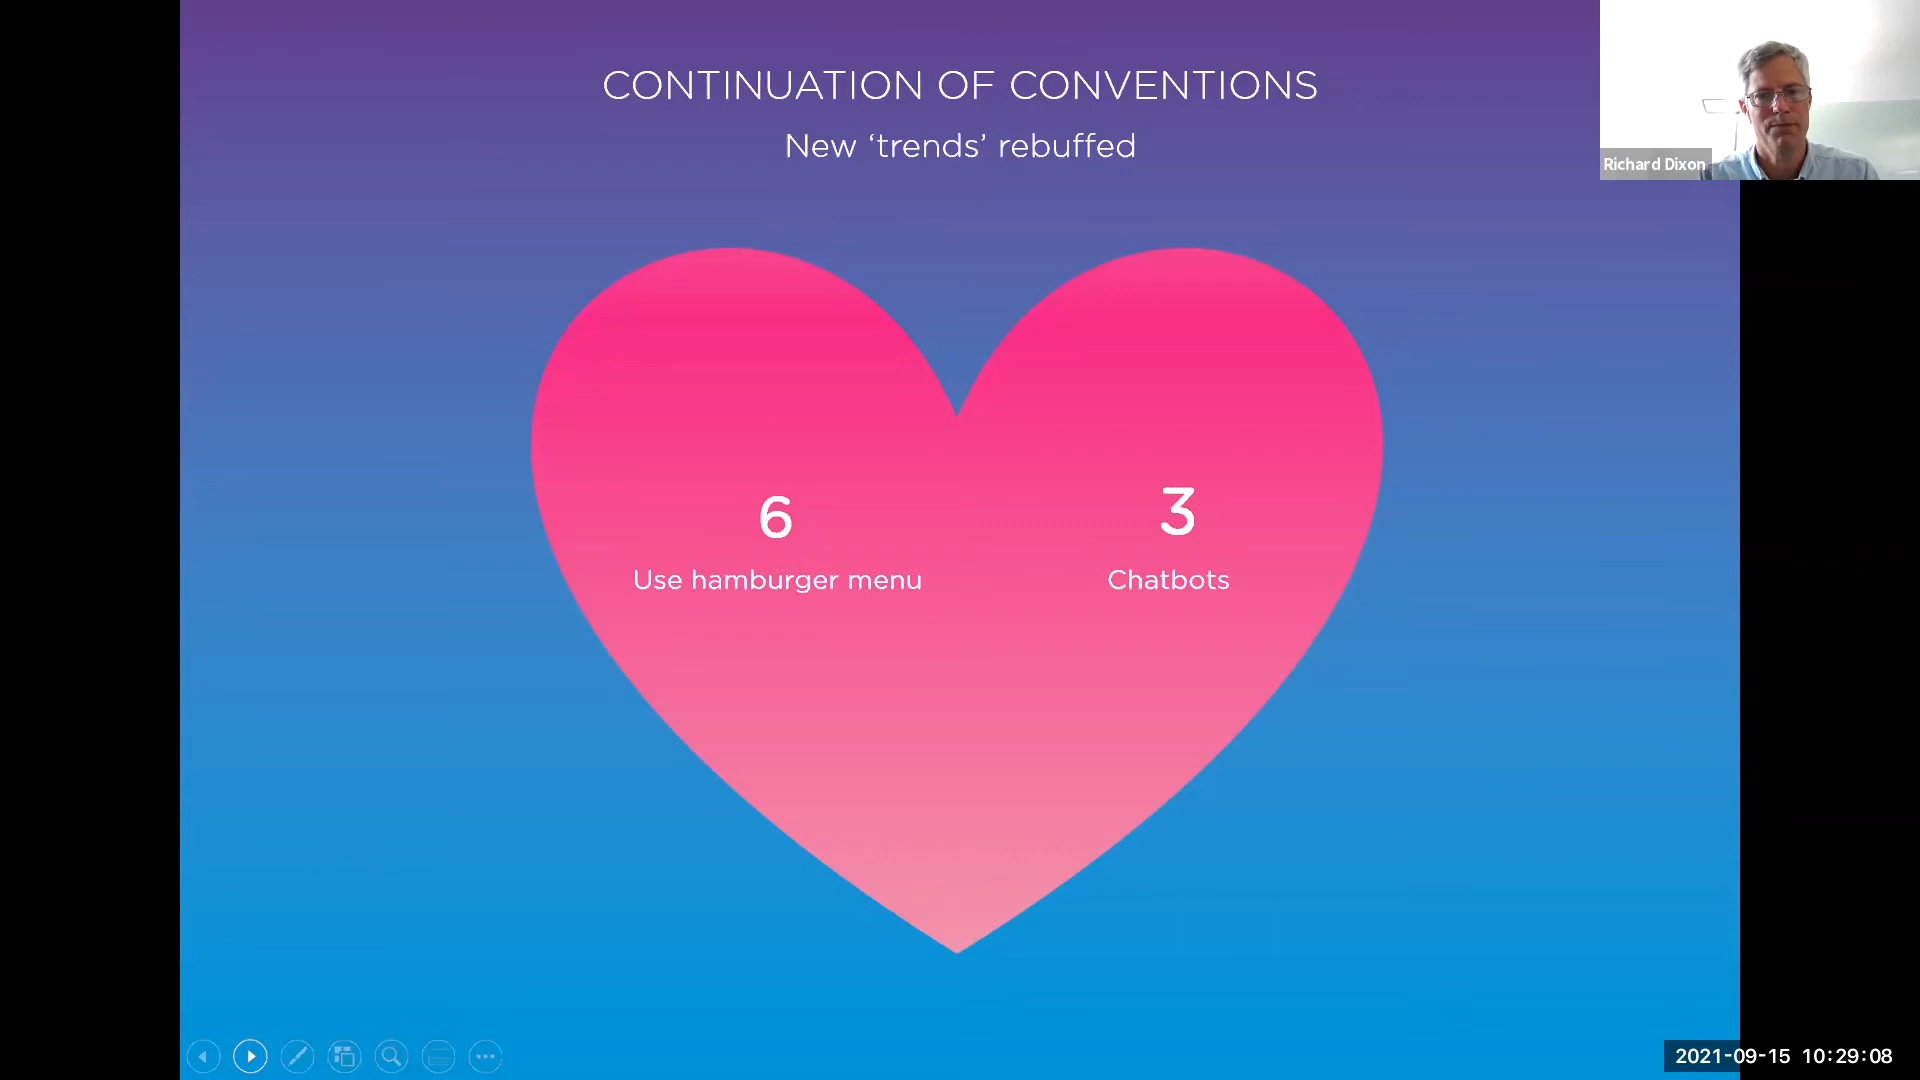 CONTINUATION OF CONVENTIONS
New ‘trends’ rebuffed
Richard Dixon
6
Use hamburger menu
3
Chatbots
2021-09-15 10:29:08